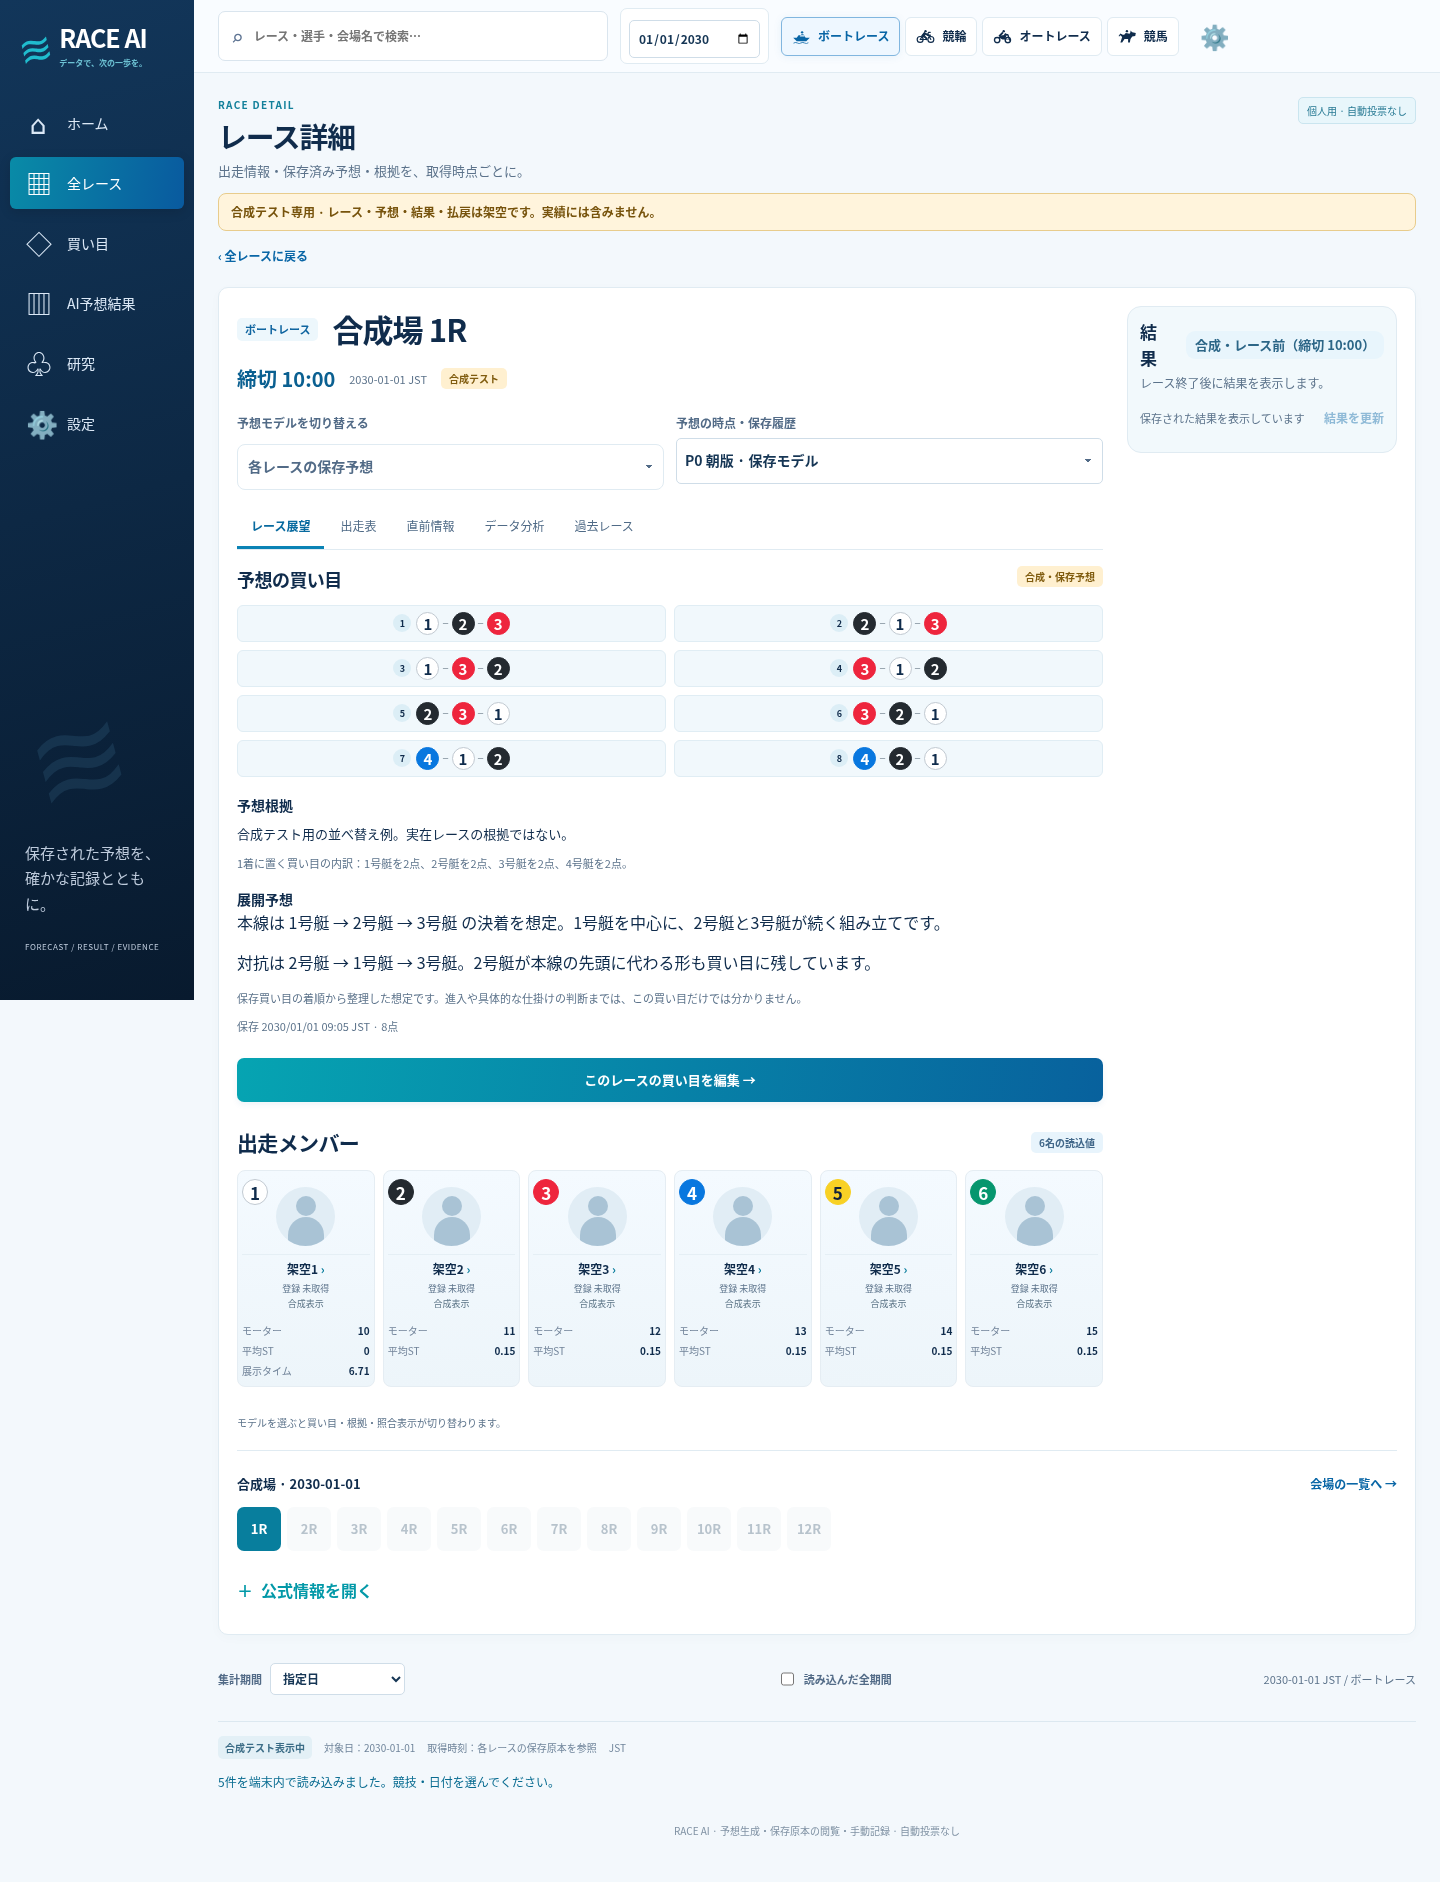 RACE AI
データで、次の一歩を。
ホーム
全レース
買い目
AI予想結果
研究
設定
保存された予想を、
確かな記録ととも
に。
FORECAST / RESULT / EVIDENCE
レース・選手・会場名で検索…
01/01/2030
ボートレース
競輪
オートレース
競馬
RACE DETAIL
個人用・自動投票なし
レース詳細
出走情報・保存済み予想・根拠を、取得時点ごとに。
合成テスト専用・レース・予想・結果・払戻は架空です。実績には含みません。
‹ 全レースに戻る
ボートレース 合成場 1R
締切 10:00 2030-01-01 JST 合成テスト
予想モデルを切り替える 予想の時点・保存履歴
各レースの保存予想 P0 朝版・保存モデル
結
果
合成・レース前（締切 10:00）
レース終了後に結果を表示します。
保存された結果を表示しています 結果を更新
レース展望 出走表 直前情報 データ分析 過去レース
予想の買い目 合成・保存予想
1 1 – 2 – 3 2 2 – 1 – 3
3 1 – 3 – 2 4 3 – 1 – 2
5 2 – 3 – 1 6 3 – 2 – 1
7 4 – 1 – 2 8 4 – 2 – 1
予想根拠
合成テスト用の並べ替え例。実在レースの根拠ではない。
1着に置く買い目の内訳：1号艇を2点、2号艇を2点、3号艇を2点、4号艇を2点。
展開予想
本線は 1号艇 → 2号艇 → 3号艇 の決着を想定。1号艇を中心に、2号艇と3号艇が続く組み立てです。
対抗は 2号艇 → 1号艇 → 3号艇。2号艇が本線の先頭に代わる形も買い目に残しています。
保存買い目の着順から整理した想定です。進入や具体的な仕掛けの判断までは、この買い目だけでは分かりません。
保存 2030/01/01 09:05 JST · 8点
このレースの買い目を編集 →
出走メンバー 6名の読込値
1 2 3 4 5 6
架空1 › 架空2 › 架空3 › 架空4 › 架空5 › 架空6 ›
登録 未取得 登録 未取得 登録 未取得 登録 未取得 登録 未取得 登録 未取得
合成表示 合成表示 合成表示 合成表示 合成表示 合成表示
モーター 10 モーター 11 モーター 12 モーター 13 モーター 14 モーター 15
平均ST 0 平均ST 0.15 平均ST 0.15 平均ST 0.15 平均ST 0.15 平均ST 0.15
展示タイム 6.71
モデルを選ぶと買い目・根拠・照合表示が切り替わります。
合成場・2030-01-01 会場の一覧へ →
1R 2R 3R 4R 5R 6R 7R 8R 9R 10R 11R 12R
＋ 公式情報を開く
集計期間 指定日 読み込んだ全期間 2030-01-01 JST / ボートレース
合成テスト表示中 対象日：2030-01-01 取得時刻：各レースの保存原本を参照 JST
5件を端末内で読み込みました。競技・日付を選んでください。
RACE AI · 予想生成・保存原本の閲覧・手動記録・自動投票なし